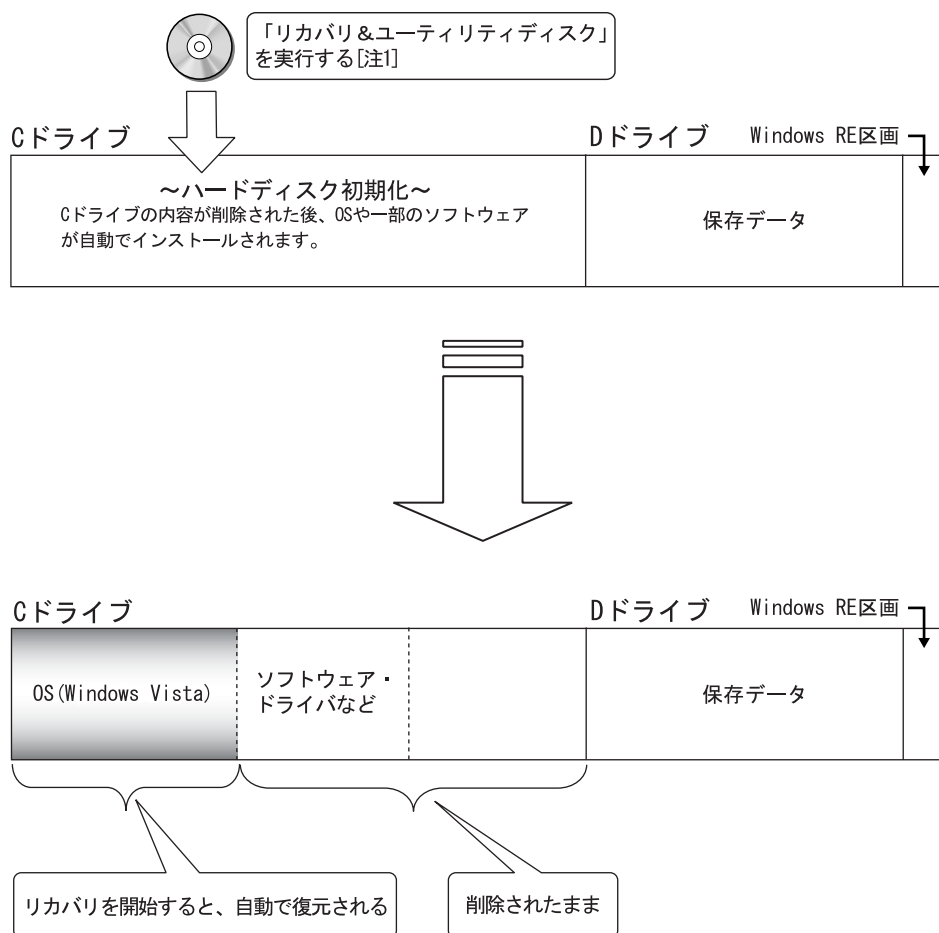 「リカバリ&ユーティリティディスク」
を実行する[注1]
Cドライブ
Dドライブ
Windows RE区画
~ハードディスク初期化~
Cドライブの内容が削除された後、OSや一部のソフトウェア
が自動でインストールされます。
保存データ
Cドライブ
Dドライブ
Windows RE区画
OS(Windows Vista)
ソフトウェア・
ドライバなど
保存データ
リカバリを開始すると、自動で復元される
削除されたまま